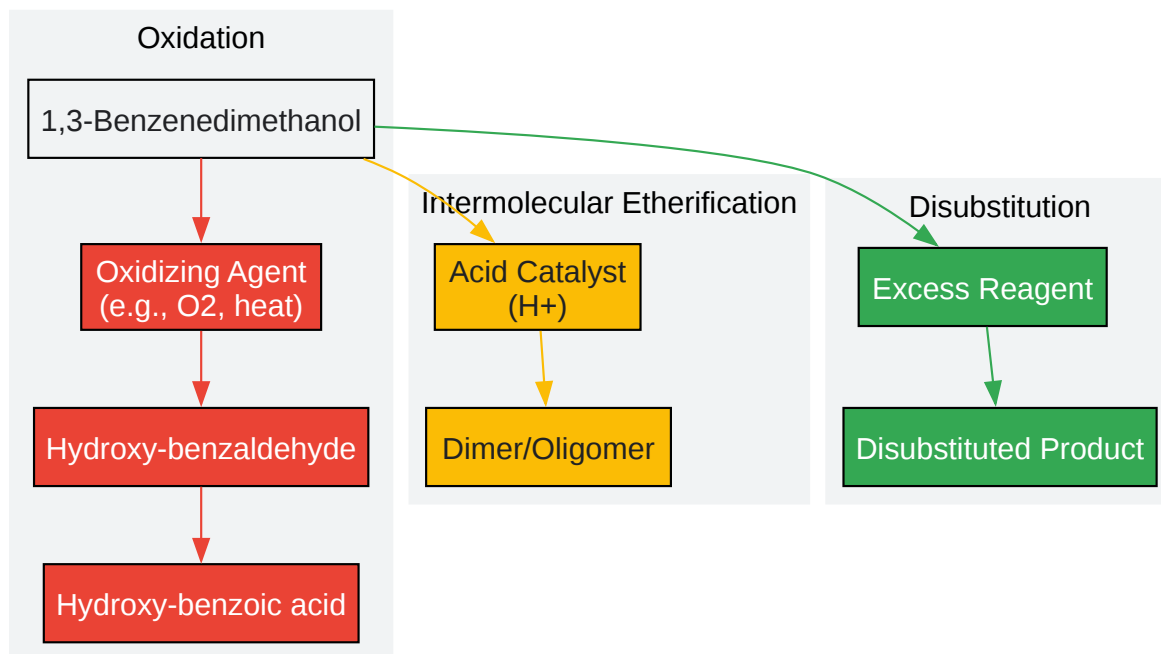 Oxidation
1,3-Benzenedimethanol
Oxidizing Agent
(e.g., O2, heat)
Hydroxy-benzaldehyde
Hydroxy-benzoic acid
Intermolecular Etherification
Acid Catalyst
(H+)
Dimer/Oligomer
Disubstitution
Excess Reagent
Disubstituted Product